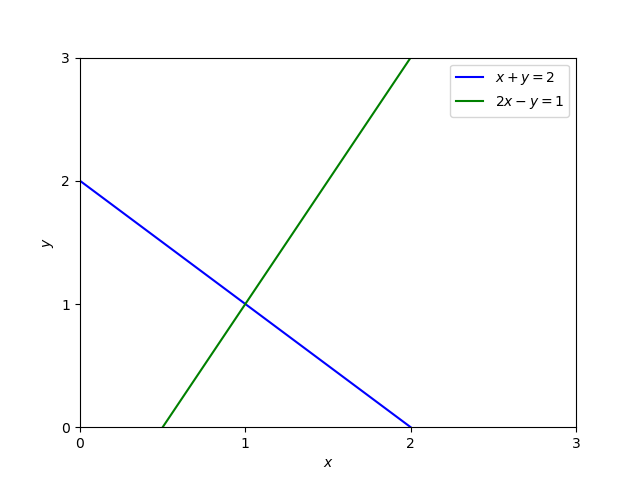 3
2
1
0
y
0 1 2 3
x
x + y = 2
2x − y = 1